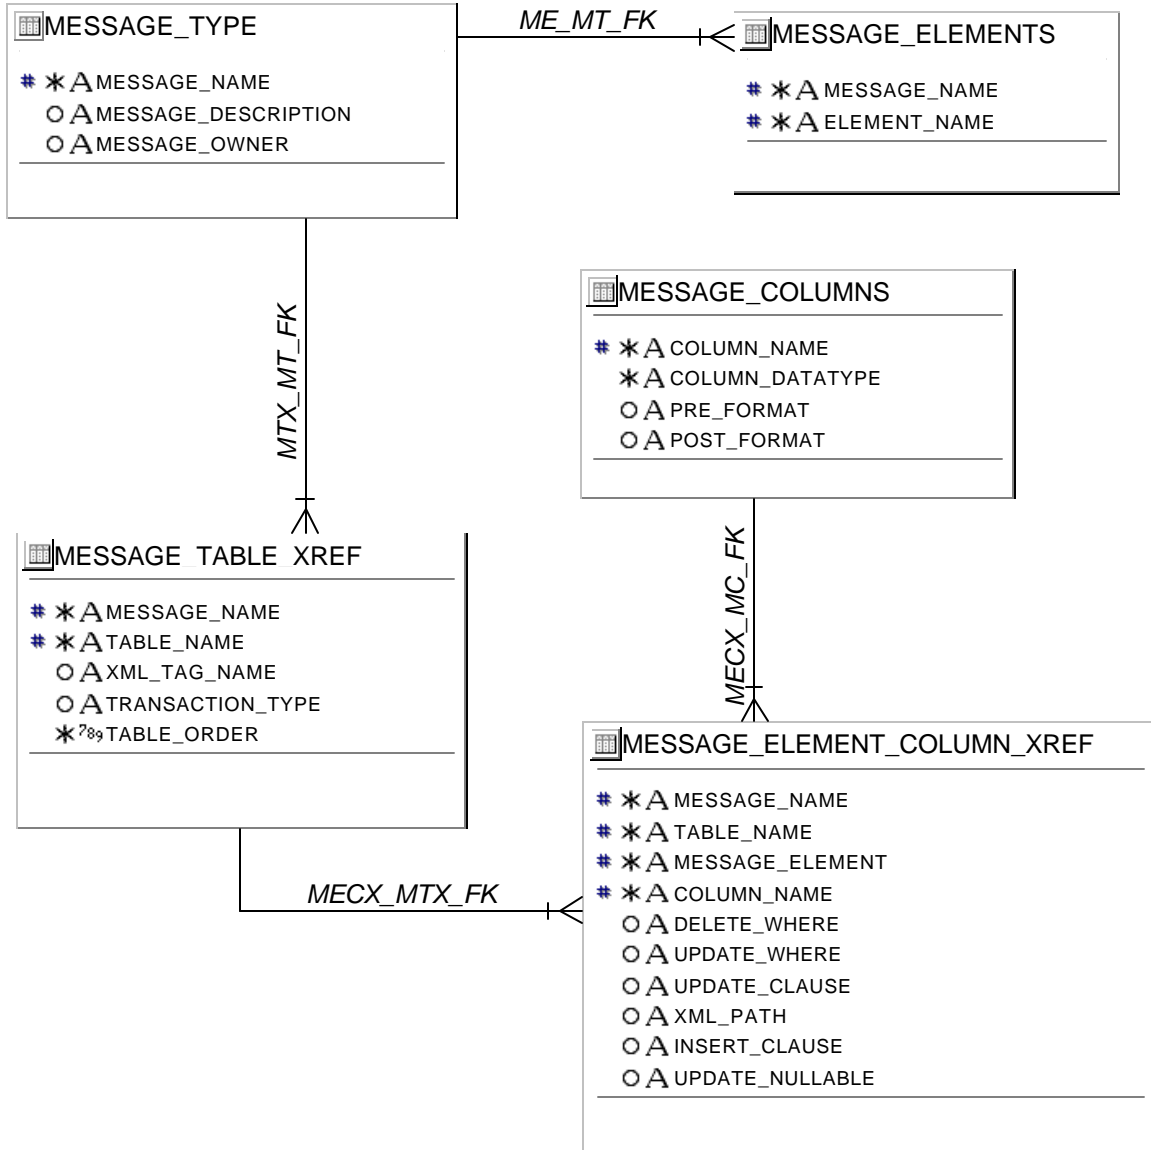 MESSAGE_TYPE
# * A MESSAGE_NAME
O A MESSAGE_DESCRIPTION
O A MESSAGE_OWNER
ME_MT_FK
MESSAGE_ELEMENTS
# * A MESSAGE_NAME
# * A ELEMENT_NAME
MTX_MT_FK
MESSAGE_COLUMNS
# * A COLUMN_NAME
* A COLUMN_DATATYPE
O A PRE_FORMAT
O A POST_FORMAT
MESSAGE_TABLE_XREF
# * A MESSAGE_NAME
# * A TABLE_NAME
O A XML_TAG_NAME
O A TRANSACTION_TYPE
* 789 TABLE_ORDER
MECX_MC_FK
MECX_MTX_FK
MESSAGE_ELEMENT_COLUMN_XREF
# * A MESSAGE_NAME
# * A TABLE_NAME
# * A MESSAGE_ELEMENT
# * A COLUMN_NAME
O A DELETE_WHERE
O A UPDATE_WHERE
O A UPDATE_CLAUSE
O A XML_PATH
O A INSERT_CLAUSE
O A UPDATE_NULLABLE